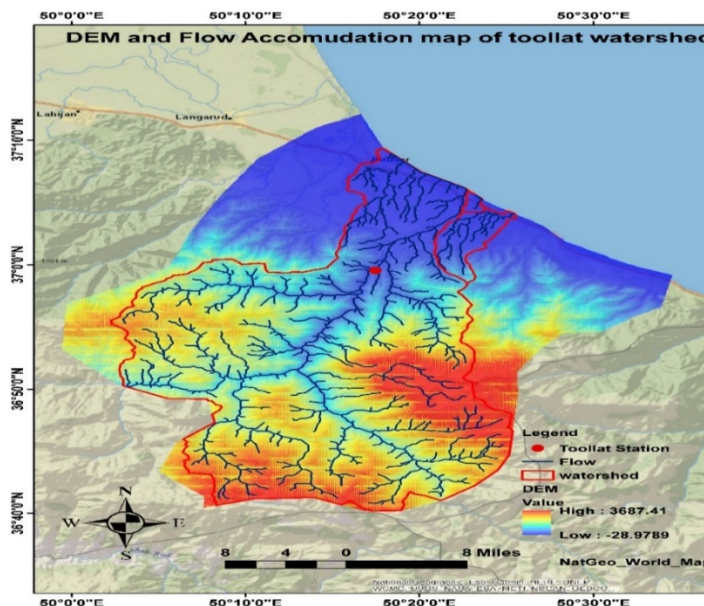 50°0'0"E 50°10'0"E 50°20'0"E 50°30'0"E
DEM and Flow Accomudation map of toollat watershed
Lahijan
Langarud
37°10'0"N
37°0'0"N
36°50'0"N
36°40'0"N
Legend
Toollat Station
Flow
watershed
DEM
Value
High : 3687.41
Low : -28.9789
N
W E
S
8 4 0 8 Miles
NatGeo_World_Map
50°0'0"E 50°10'0"E 50°20'0"E 50°30'0"E